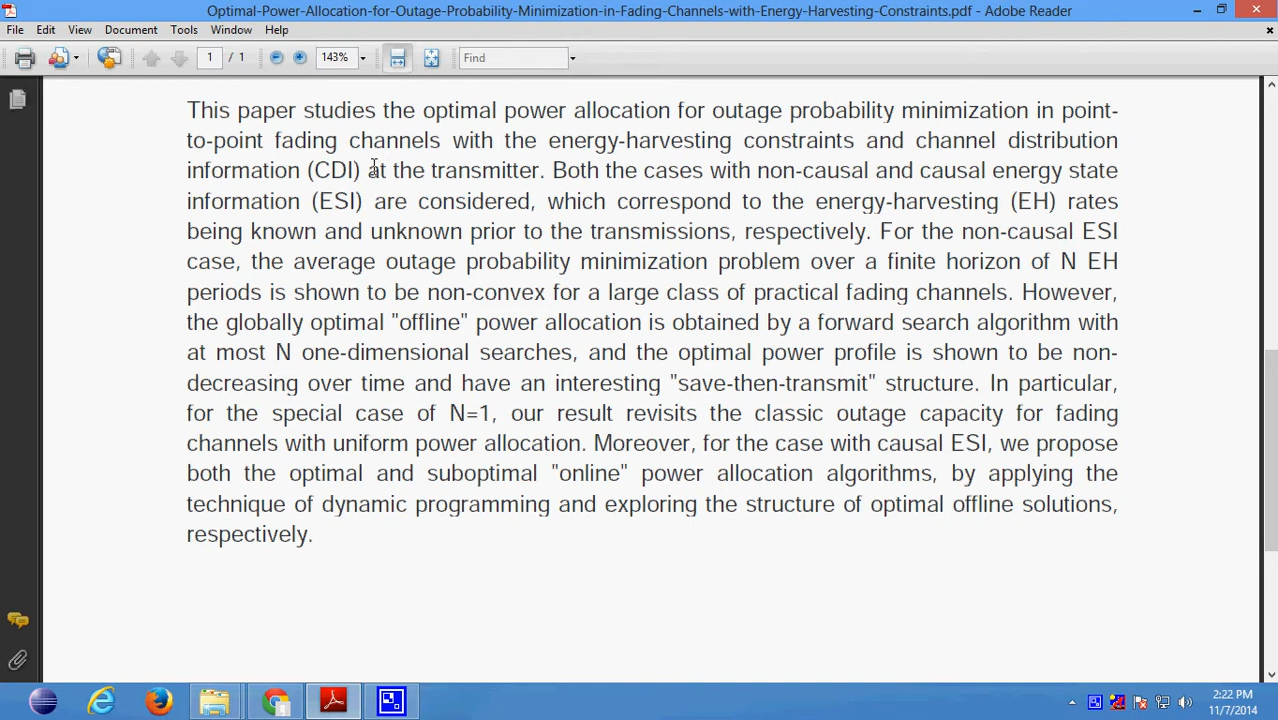 Optimal-Power-Allocation-for-Outage-Probability-Minimization-in-Fading-Channels-with-Energy-Harvesting-Constraints.pdf - Adobe Reader
File Edit View Document Tools Window Help
1 / 1 143% Find
This paper studies the optimal power allocation for outage probability minimization in point-
to-point fading channels with the energy-harvesting constraints and channel distribution
information (CDI) at the transmitter. Both the cases with non-causal and causal energy state
information (ESI) are considered, which correspond to the energy-harvesting (EH) rates
being known and unknown prior to the transmissions, respectively. For the non-causal ESI
case, the average outage probability minimization problem over a finite horizon of N EH
periods is shown to be non-convex for a large class of practical fading channels. However,
the globally optimal "offline" power allocation is obtained by a forward search algorithm with
at most N one-dimensional searches, and the optimal power profile is shown to be non-
decreasing over time and have an interesting "save-then-transmit" structure. In particular,
for the special case of N=1, our result revisits the classic outage capacity for fading
channels with uniform power allocation. Moreover, for the case with causal ESI, we propose
both the optimal and suboptimal "online" power allocation algorithms, by applying the
technique of dynamic programming and exploring the structure of optimal offline solutions,
respectively.
2:22 PM
11/7/2014